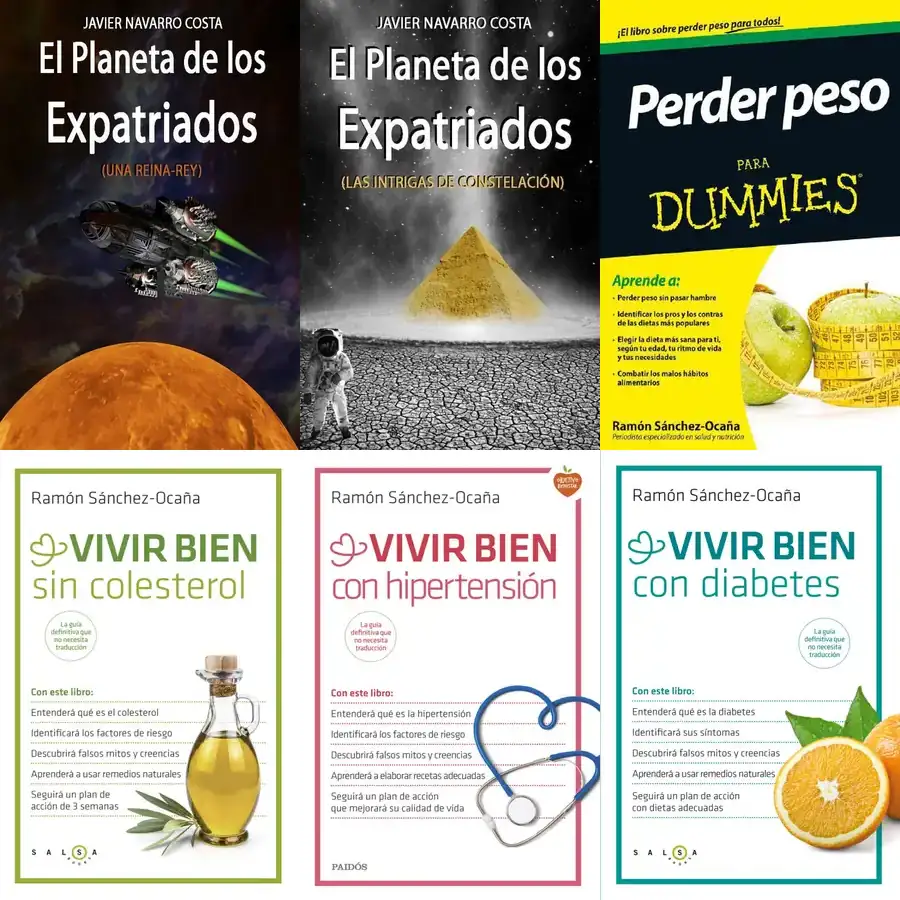 JAVIER NAVARRO COSTA
El Planeta de los
Expatriados
(UNA REINA-REY)
JAVIER NAVARRO COSTA
El Planeta de los
Expatriados
(LAS INTRIGAS DE CONSTELACIÓN)
¡El libro sobre perder peso para todos!
Perder peso
PARA
DUMMIES®
Aprende a:
• Perder peso sin pasar hambre
• Identificar los pros y los contras
de las dietas más populares
• Elegir la dieta más sana para ti,
según tu edad, tu ritmo de vida
y tus necesidades
• Combatir los malos hábitos
alimentarios
Ramón Sánchez-Ocaña
Periodista especializado en salud y nutrición
Ramón Sánchez-Ocaña
VIVIR BIEN
sin colesterol
La guía
definitiva que
no necesita
traducción
Con este libro:
Entenderá qué es el colesterol
Identificará los factores de riesgo
Descubrirá falsos mitos y creencias
Aprenderá a usar remedios naturales
Seguirá un plan de
acción de 3 semanas
SALSA
Ramón Sánchez-Ocaña
VIVIR BIEN
con hipertensión
La guía
definitiva que
no necesita
traducción
Con este libro:
Entenderá qué es la hipertensión
Identificará los factores de riesgo
Descubrirá falsos mitos y creencias
Aprenderá a elaborar recetas adecuadas
Seguirá un plan de acción
que mejorará su calidad de vida
PAIDÓS
Ramón Sánchez-Ocaña
VIVIR BIEN
con diabetes
La guía
definitiva que
no necesita
traducción
Con este libro:
Entenderá qué es la diabetes
Identificará sus síntomas
Descubrirá falsos mitos y creencias
Aprenderá a usar remedios naturales
Seguirá un plan de acción
con dietas adecuadas
SALSA